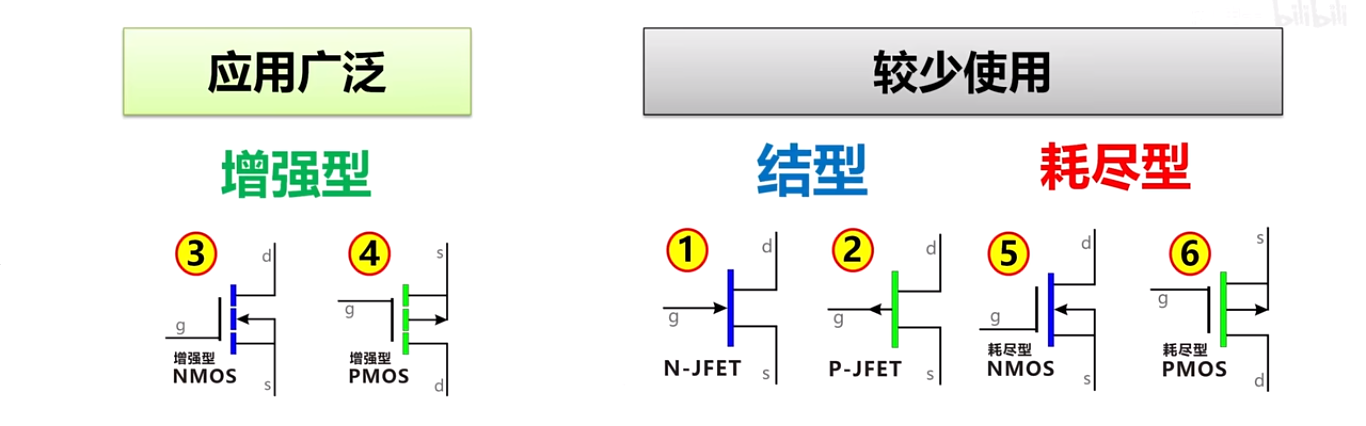 bilibili
应用广泛
较少使用
增强型
结型
耗尽型
3
d
g
增强型
NMOS
s
4
s
g
增强型
PMOS
d
1
d
g
N-JFET
s
2
d
g
P-JFET
s
5
d
g
耗尽型
NMOS
s
6
s
g
耗尽型
PMOS
d